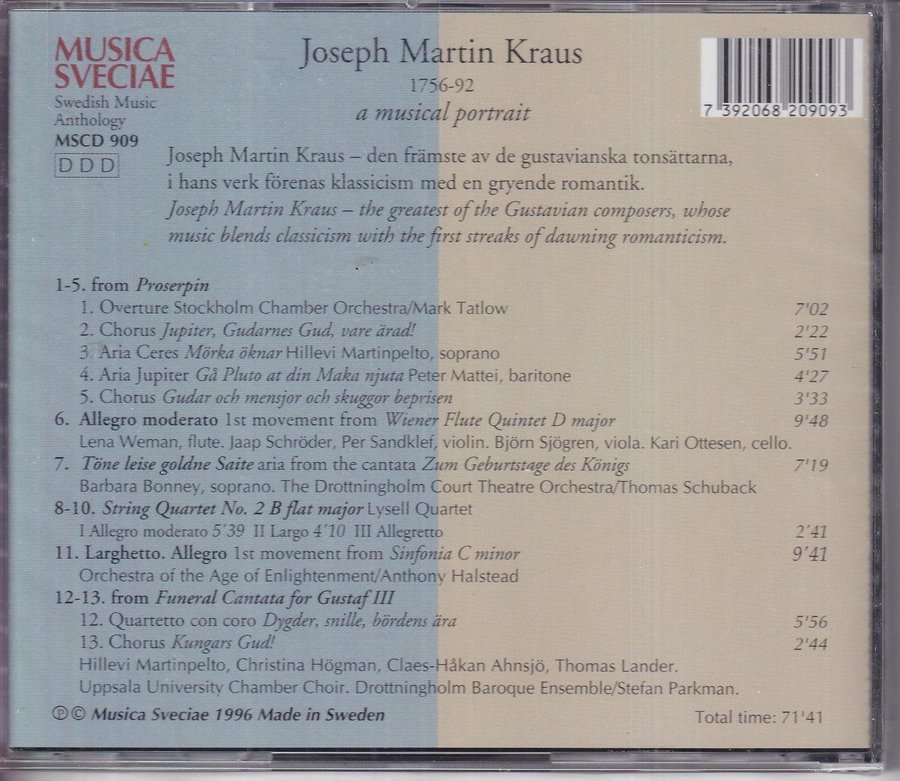 MUSICA
SVECIAE
Swedish Music
Anthology
MSCD 909
DDD
Joseph Martin Kraus
1756-92
a musical portrait
7 392068 209093
Joseph Martin Kraus – den främste av de gustavianska tonsättarna,
i hans verk förenas klassicism med en gryende romantik.
Joseph Martin Kraus – the greatest of the Gustavian composers, whose
music blends classicism with the first streaks of dawning romanticism.
1-5. from Proserpin
1. Overture Stockholm Chamber Orchestra/Mark Tatlow 7'02
2. Chorus Jupiter, Gudarnes Gud, vare ärad! 2'22
3. Aria Ceres Mörka öknar Hillevi Martinpelto, soprano 5'51
4. Aria Jupiter Gå Pluto at din Maka njuta Peter Mattei, baritone 4'27
5. Chorus Gudar och mensjor och skuggor beprisen 3'33
6. Allegro moderato 1st movement from Wiener Flute Quintet D major 9'48
Lena Weman, flute. Jaap Schröder, Per Sandklef, violin. Björn Sjögren, viola. Kari Ottesen, cello.
7. Töne leise goldne Saite aria from the cantata Zum Geburtstage des Königs 7'19
Barbara Bonney, soprano. The Drottningholm Court Theatre Orchestra/Thomas Schuback
8-10. String Quartet No. 2 B flat major Lysell Quartet
I Allegro moderato 5'39 II Largo 4'10 III Allegretto 2'41
11. Larghetto. Allegro 1st movement from Sinfonia C minor 9'41
Orchestra of the Age of Enlightenment/Anthony Halstead
12-13. from Funeral Cantata for Gustaf III
12. Quartetto con coro Dygder, snille, bördens ära 5'56
13. Chorus Kungars Gud! 2'44
Hillevi Martinpelto, Christina Högman, Claes-Håkan Ahnsjö, Thomas Lander.
Uppsala University Chamber Choir. Drottningholm Baroque Ensemble/Stefan Parkman.
℗© Musica Sveciae 1996 Made in Sweden
Total time: 71'41